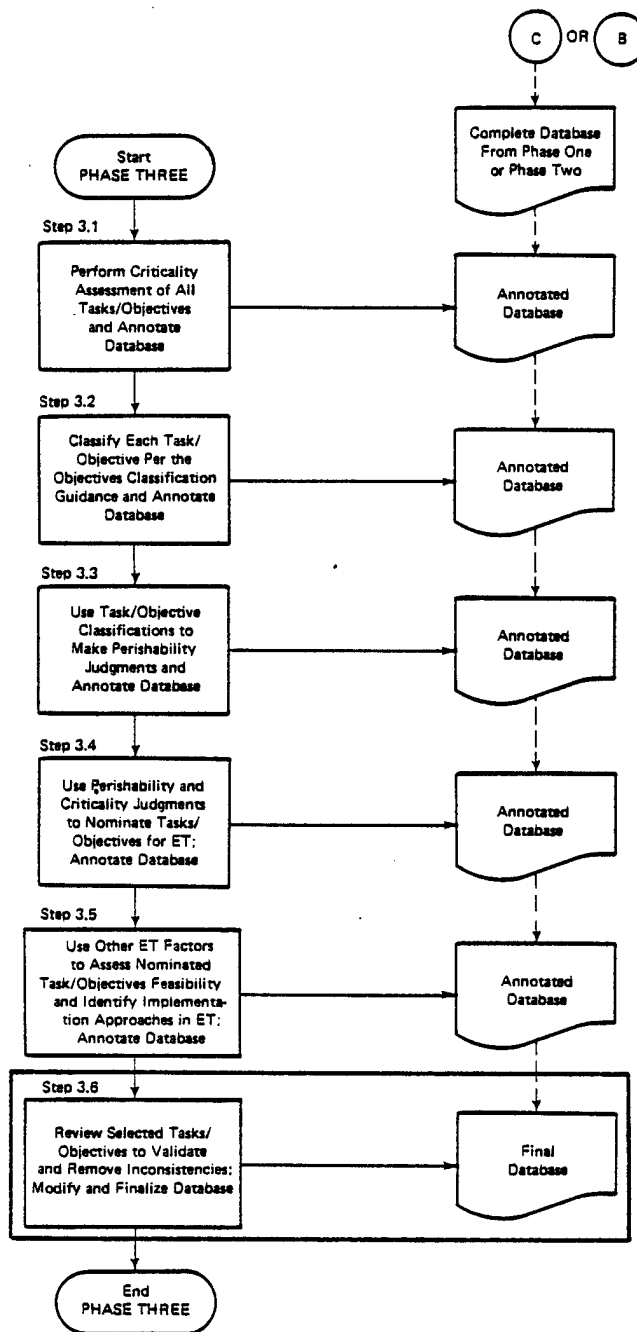 C OR B
Complete Database
From Phase One
or Phase Two
Start
PHASE THREE
Step 3.1
Perform Criticality
Assessment of All
Tasks/Objectives
and Annotate
Database
Annotated
Database
Step 3.2
Classify Each Task/
Objective Per the
Objectives Classification
Guidance and Annotate
Database
Annotated
Database
Step 3.3
Use Task/Objective
Classifications to
Make Perishability
Judgments and
Annotate Database
Annotated
Database
Step 3.4
Use Perishability and
Criticality Judgments
to Nominate Tasks/
Objectives for ET;
Annotate Database
Annotated
Database
Step 3.5
Use Other ET Factors
to Assess Nominated
Task/Objectives Feasibility
and Identify Implementa-
tion Approaches in ET;
Annotate Database
Annotated
Database
Step 3.6
Review Selected Tasks/
Objectives to Validate
and Remove Inconsistencies;
Modify and Finalize Database
Final
Database
End
PHASE THREE